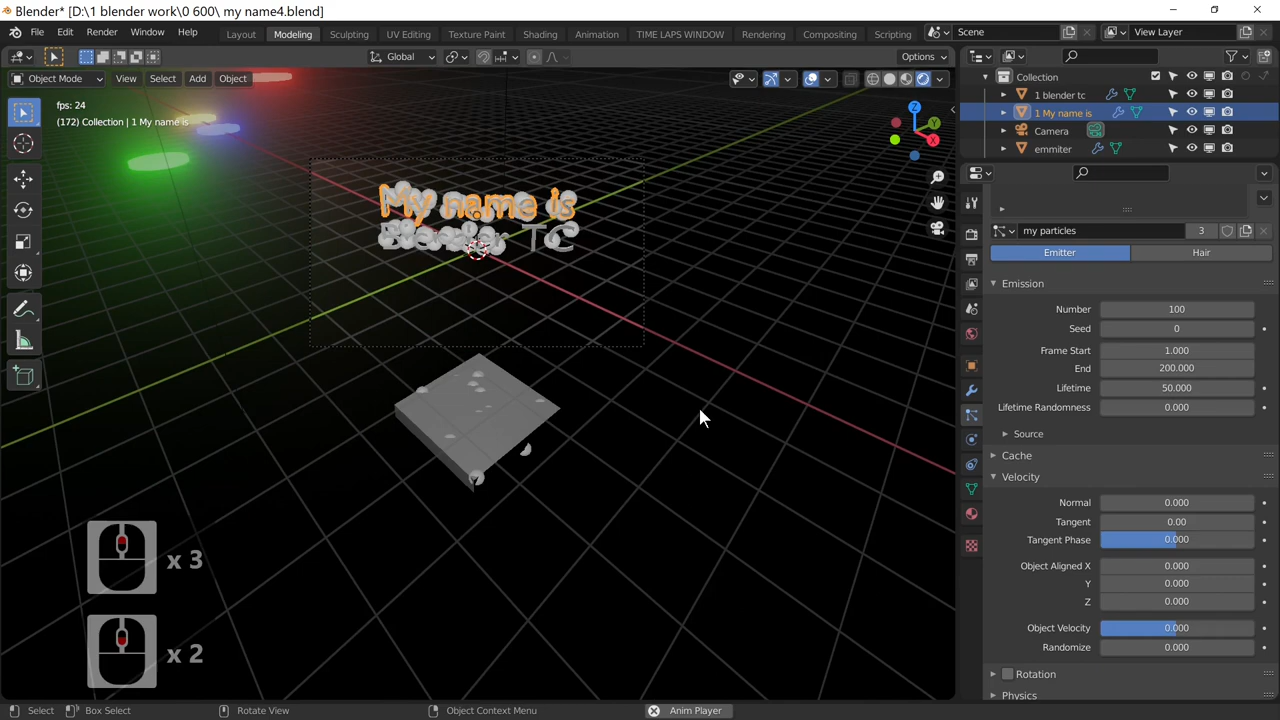 Blender* [D:\1 blender work\0 600\ my name4.blend]
File Edit Render Window Help
Layout Modeling Sculpting UV Editing Texture Paint Shading Animation TIME LAPS WINDOW Rendering Compositing Scripting
Scene
View Layer
Global
Options
Object Mode View Select Add Object
fps: 24
(172) Collection | 1 My name is
Z
Y
X
My name is
Blender TC
x 3
x 2
Collection
1 blender tc
1 My name is
Camera
emmiter
my particles 3
Emitter Hair
Emission
Number 100
Seed 0
Frame Start 1.000
End 200.000
Lifetime 50.000
Lifetime Randomness 0.000
Source
Cache
Velocity
Normal 0.000
Tangent 0.00
Tangent Phase 0.000
Object Aligned X 0.000
Y 0.000
Z 0.000
Object Velocity 0.000
Randomize 0.000
Rotation
Physics
Select Box Select Rotate View Object Context Menu Anim Player